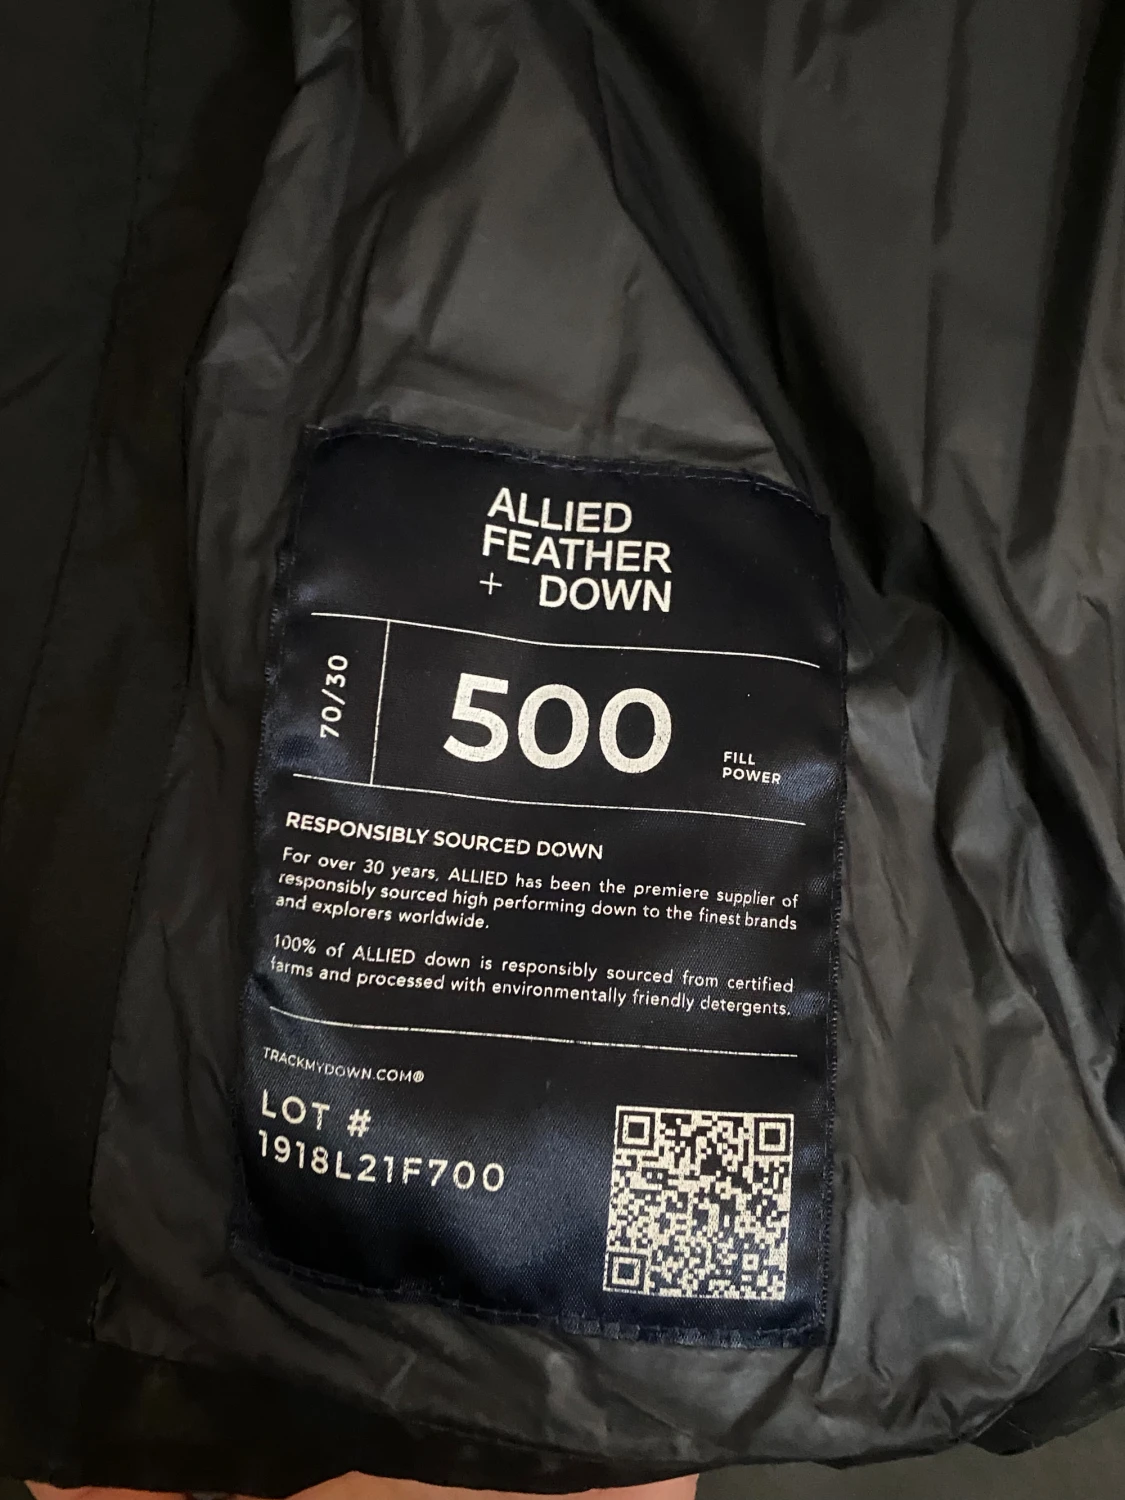 ALLIED
FEATHER
+ DOWN
70/30
500
FILL
POWER
RESPONSIBLY SOURCED DOWN
For over 30 years, ALLIED has been the premiere supplier of
responsibly sourced high performing down to the finest brands
and explorers worldwide.
100% of ALLIED down is responsibly sourced from certified
farms and processed with environmentally friendly detergents.
TRACKMYDOWN.COM®
LOT #
1918L21F700